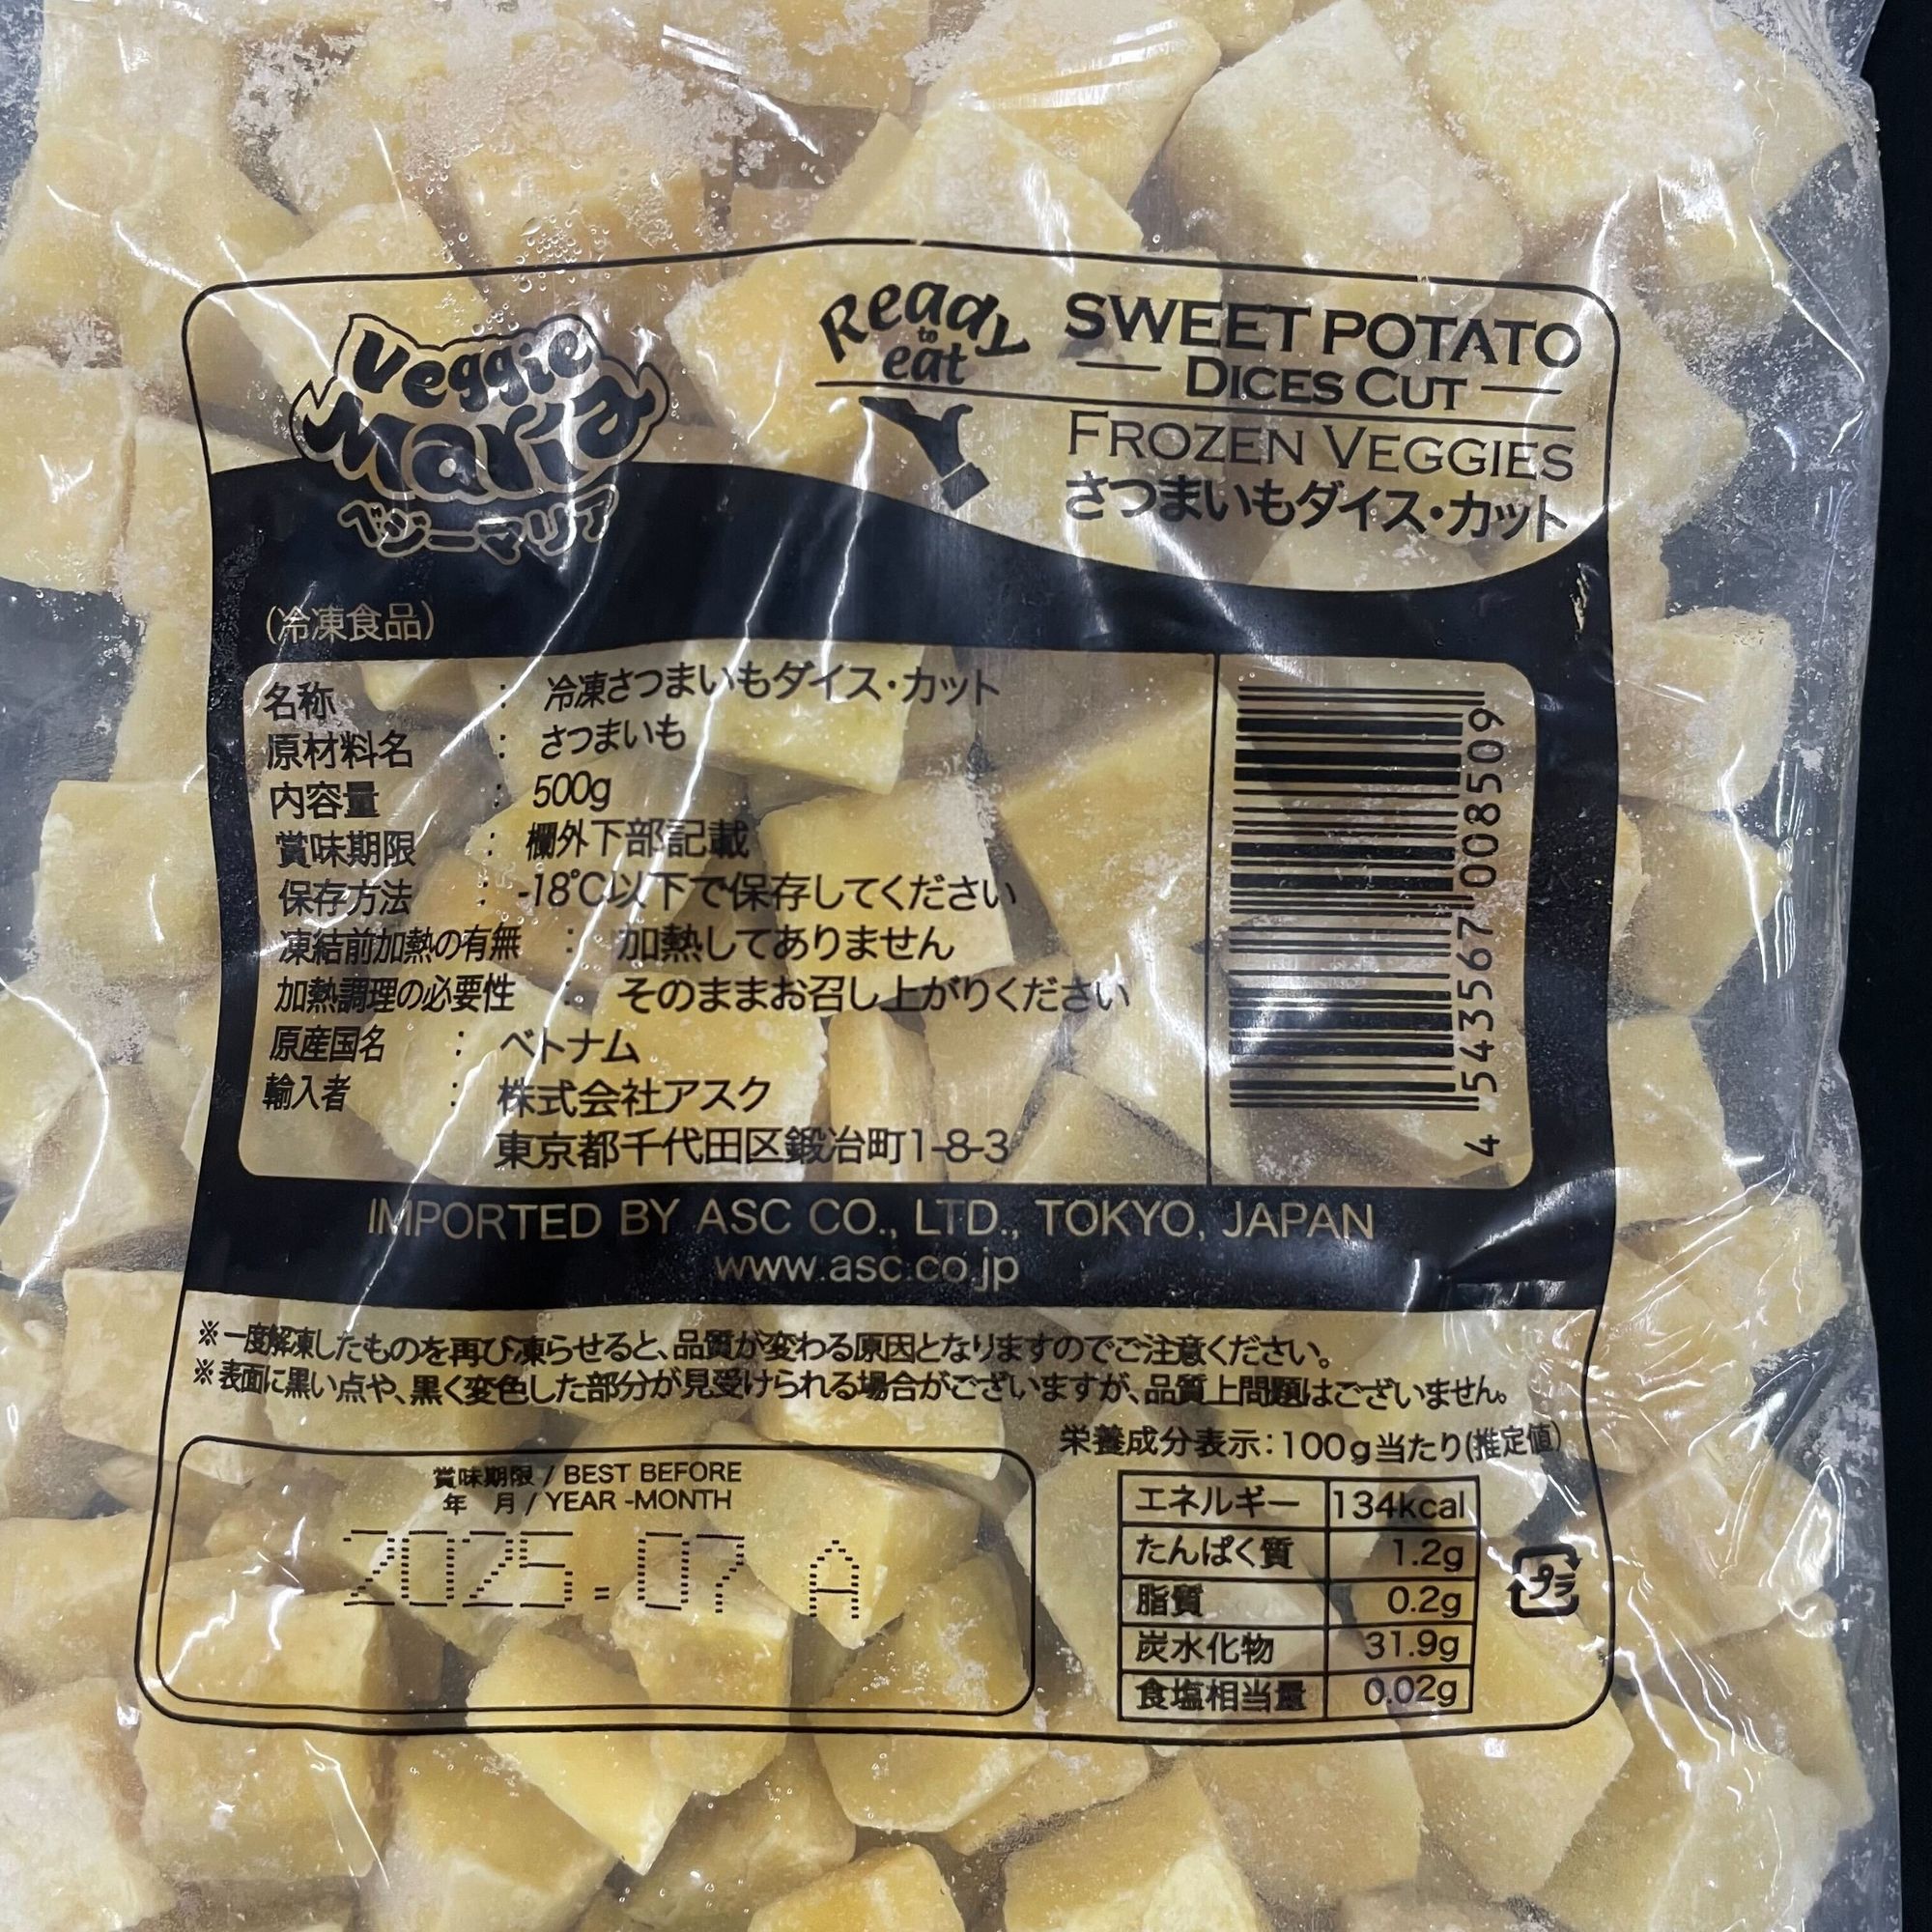 Veggie
Maria
ベジーマリア
Ready
to
eat
SWEET POTATO
DICES CUT
FROZEN VEGGIES
さつまいもダイス・カット
(冷凍食品)
名称 : 冷凍さつまいもダイス・カット
原材料名 : さつまいも
内容量 : 500g
賞味期限 : 欄外下部記載
保存方法 : -18℃以下で保存してください
凍結前加熱の有無 : 加熱してありません
加熱調理の必要性 : そのままお召し上がりください
原産国名 : ベトナム
輸入者 : 株式会社アスク
東京都千代田区鍛冶町1-8-3
4 543567 008509
IMPORTED BY ASC CO., LTD., TOKYO, JAPAN
www.asc.co.jp
※一度解凍したものを再び凍らせると、品質が変わる原因となりますのでご注意ください。
※表面に黒い点や、黒く変色した部分が見受けられる場合がございますが、品質上問題はございません。
賞味期限 / BEST BEFORE
年 月 / YEAR -MONTH
2025.07 A
栄養成分表示:100g当たり(推定値)
エネルギー 134kcal
たんぱく質 1.2g
脂質 0.2g
炭水化物 31.9g
食塩相当量 0.02g
プラ